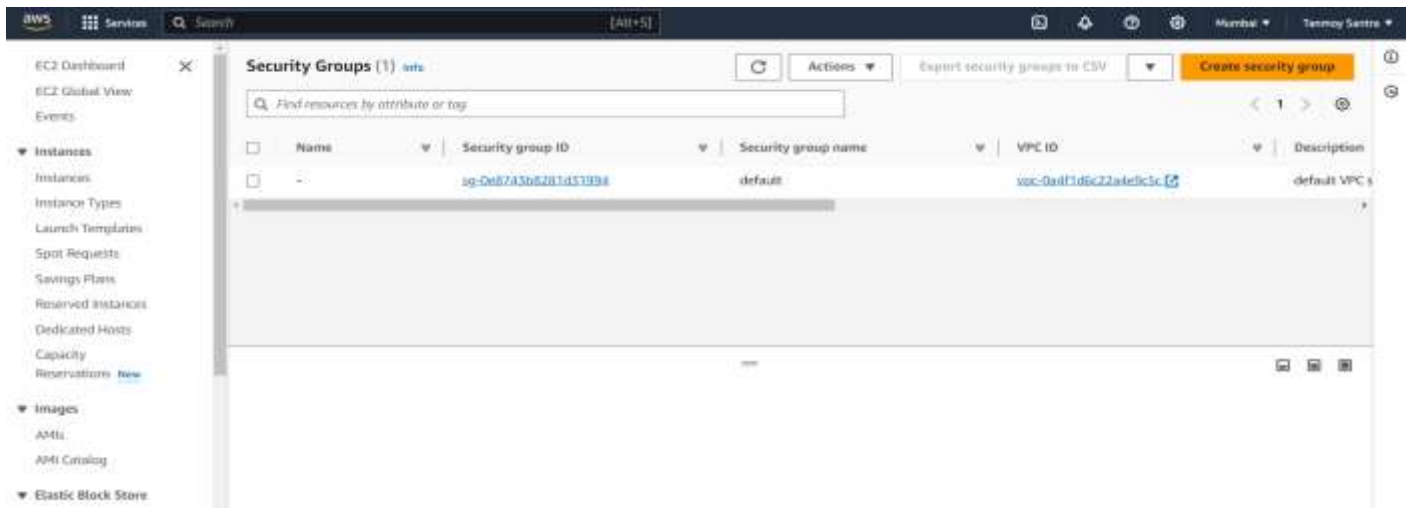 aws Services Search [Alt+S] Mumbai Tanmoy Santra
EC2 Dashboard
EC2 Global View
Events
Instances
Instances
Instance Types
Launch Templates
Spot Requests
Savings Plans
Reserved Instances
Dedicated Hosts
Capacity
Reservations New
Images
AMIs
AMI Catalog
Elastic Block Store
Security Groups (1) Info Actions Export security groups to CSV Create security group
Find resources by attribute or tag 1
Name Security group ID Security group name VPC ID Description
- default default VPC s